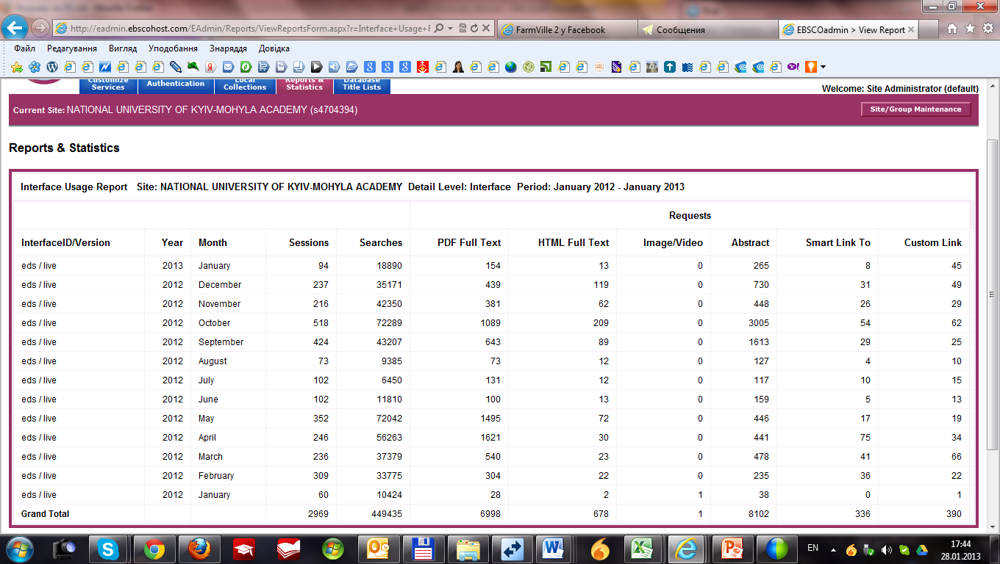 http://eadmin.ebscohost.com/EAdmin/Reports/ViewReportsForm.aspx?r=Interface+Usage+F
FarmVille 2 у Facebook
Сообщения
EBSCOadmin > View Report
Файл Редагування Вигляд Уподобання Знаряддя Довідка
Customize Services
Authentication
Local Collections
Reports & Statistics
Database Title Lists
Welcome: Site Administrator (default)
Current Site: NATIONAL UNIVERSITY OF KYIV-MOHYLA ACADEMY (s4704394)
Site/Group Maintenance
Reports & Statistics
Interface Usage Report Site: NATIONAL UNIVERSITY OF KYIV-MOHYLA ACADEMY Detail Level: Interface Period: January 2012 - January 2013
Requests
InterfaceID/Version Year Month Sessions Searches PDF Full Text HTML Full Text Image/Video Abstract Smart Link To Custom Link
eds / live 2013 January 94 18890 154 13 0 265 8 45
eds / live 2012 December 237 35171 439 119 0 730 31 49
eds / live 2012 November 216 42350 381 62 0 448 26 29
eds / live 2012 October 518 72289 1089 209 0 3005 54 62
eds / live 2012 September 424 43207 643 89 0 1613 29 25
eds / live 2012 August 73 9385 73 12 0 127 4 10
eds / live 2012 July 102 6450 131 12 0 117 10 15
eds / live 2012 June 102 11810 100 13 0 159 5 13
eds / live 2012 May 352 72042 1495 72 0 446 17 19
eds / live 2012 April 246 56263 1621 30 0 441 75 34
eds / live 2012 March 236 37379 540 23 0 478 41 66
eds / live 2012 February 309 33775 304 22 0 235 36 22
eds / live 2012 January 60 10424 28 2 1 38 0 1
Grand Total 2969 449435 6998 678 1 8102 336 390
EN
17:44
28.01.2013